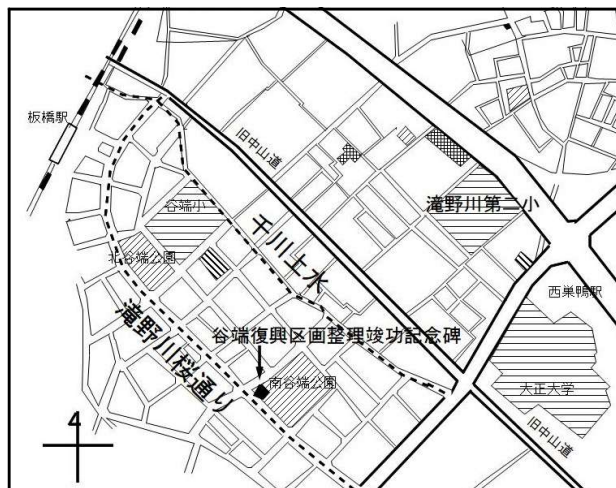 板橋駅
旧中山道
谷端小
滝野川第二小
北谷端公園
千川上水
西巣鴨駅
谷端復興区画整理竣功記念碑
滝野川桜通り
南谷端公園
大正大学
旧中山道
4